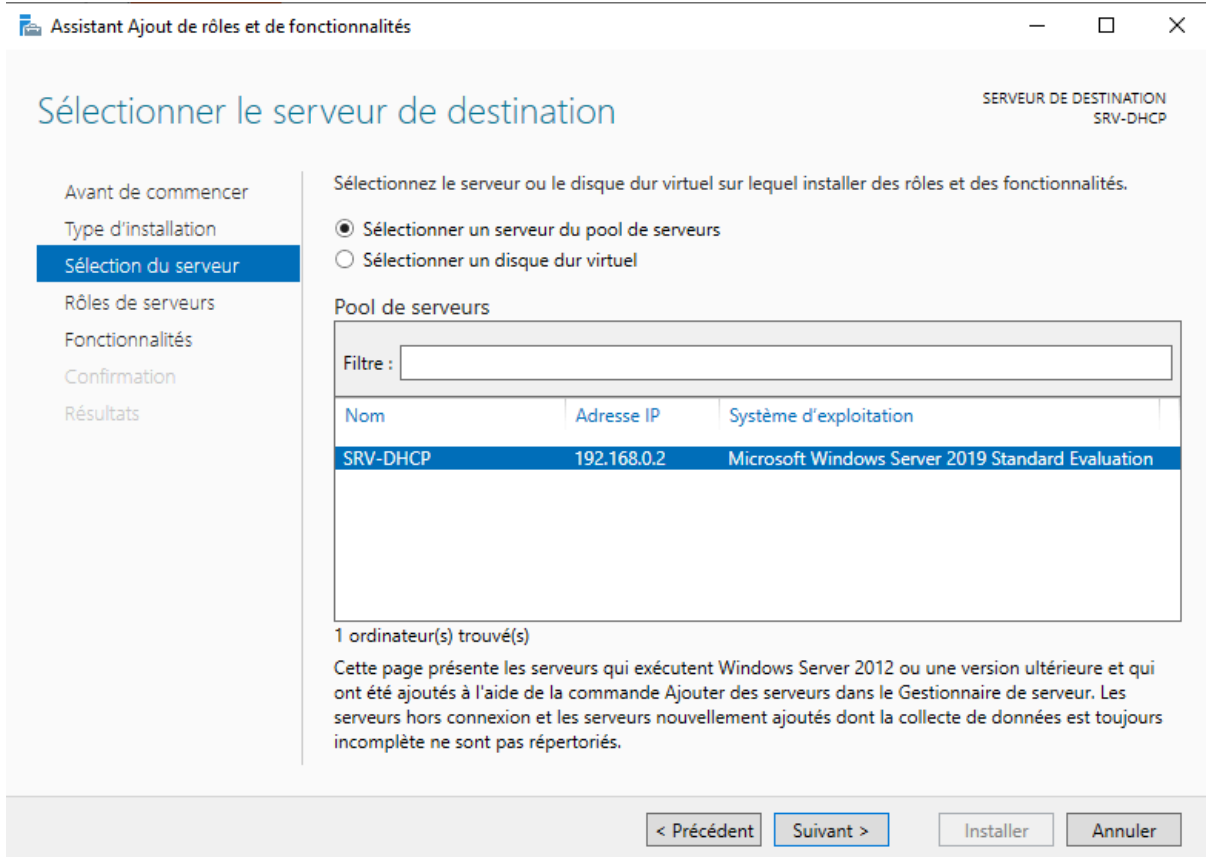 Assistant Ajout de rôles et de fonctionnalités
Sélectionner le serveur de destination
SERVEUR DE DESTINATION
SRV-DHCP
Avant de commencer
Type d'installation
Sélection du serveur
Rôles de serveurs
Fonctionnalités
Confirmation
Résultats
Sélectionnez le serveur ou le disque dur virtuel sur lequel installer des rôles et des fonctionnalités.
Sélectionner un serveur du pool de serveurs
Sélectionner un disque dur virtuel
Pool de serveurs
Filtre :
Nom Adresse IP Système d'exploitation
SRV-DHCP 192.168.0.2 Microsoft Windows Server 2019 Standard Evaluation
1 ordinateur(s) trouvé(s)
Cette page présente les serveurs qui exécutent Windows Server 2012 ou une version ultérieure et qui
ont été ajoutés à l'aide de la commande Ajouter des serveurs dans le Gestionnaire de serveur. Les
serveurs hors connexion et les serveurs nouvellement ajoutés dont la collecte de données est toujours
incomplète ne sont pas répertoriés.
< Précédent Suivant > Installer Annuler